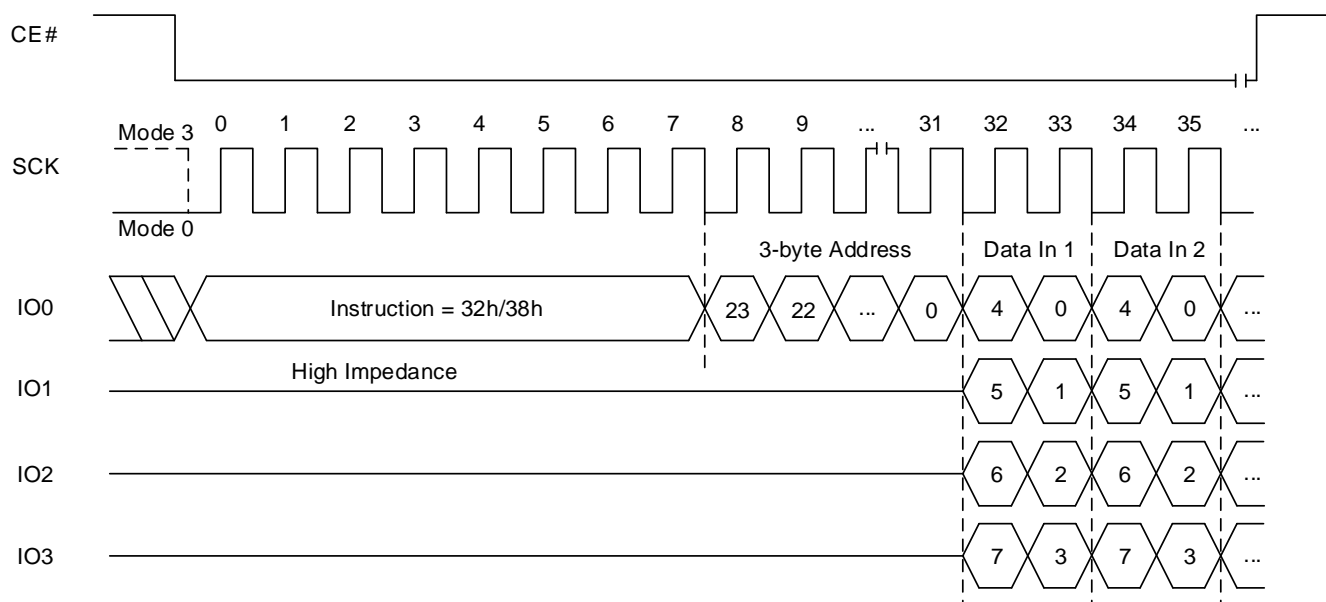 CE#
Mode 3 0 1 2 3 4 5 6 7 8 9 ... 31 32 33 34 35 ...
SCK
Mode 0
3-byte Address Data In 1 Data In 2
IO0 Instruction = 32h/38h 23 22 ... 0 4 0 4 0 ...
High Impedance
IO1 5 1 5 1 ...
IO2 6 2 6 2 ...
IO3 7 3 7 3 ...